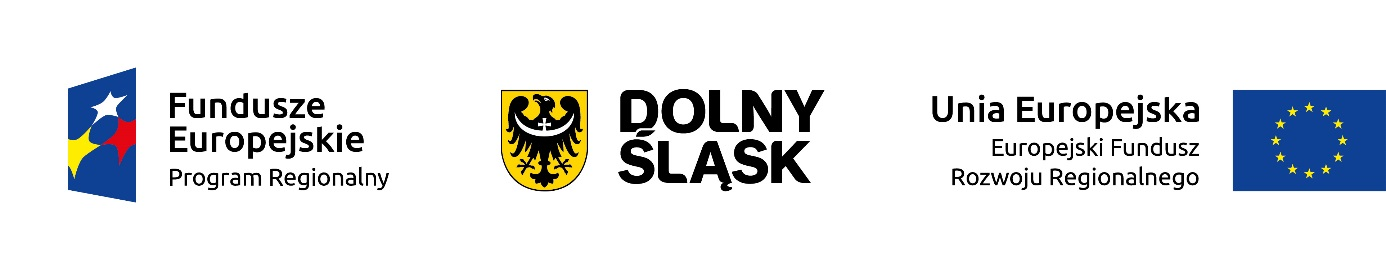 Fundusze
Europejskie
Program Regionalny
DOLNY
ŚLĄSK
Unia Europejska
Europejski Fundusz
Rozwoju Regionalnego